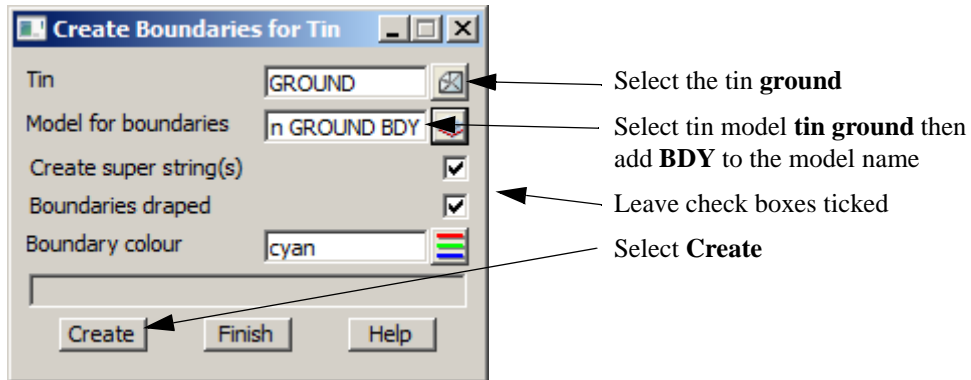 Create Boundaries for Tin
Tin
GROUND
Select the tin ground
Model for boundaries
n GROUND BDY
Select tin model tin ground then
add BDY to the model name
Create super string(s)
Boundaries draped
Leave check boxes ticked
Boundary colour
cyan
Select Create
Create
Finish
Help